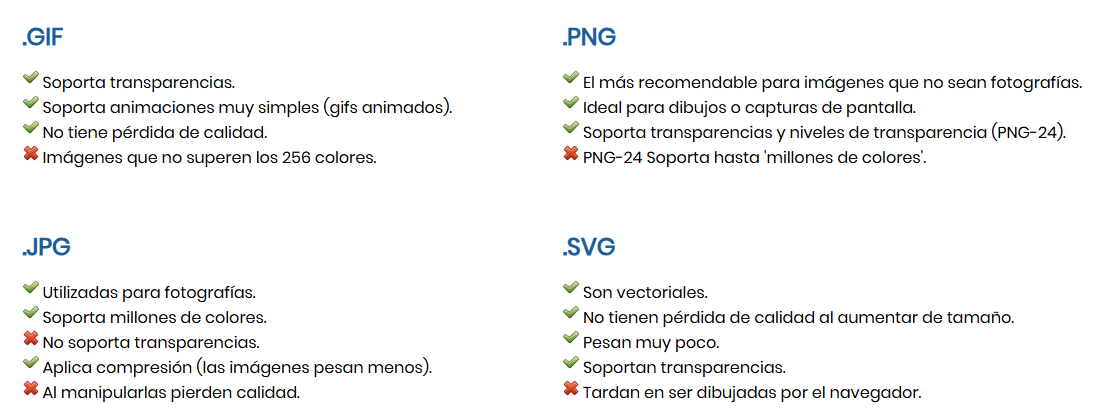 .GIF
Soporta transparencias.
Soporta animaciones muy simples (gifs animados).
No tiene pérdida de calidad.
Imágenes que no superen los 256 colores.
.PNG
El más recomendable para imágenes que no sean fotografías.
Ideal para dibujos o capturas de pantalla.
Soporta transparencias y niveles de transparencia (PNG-24).
PNG-24 Soporta hasta 'millones de colores'.
.JPG
Utilizadas para fotografías.
Soporta millones de colores.
No soporta transparencias.
Aplica compresión (las imágenes pesan menos).
Al manipularlas pierden calidad.
.SVG
Son vectoriales.
No tienen pérdida de calidad al aumentar de tamaño.
Pesan muy poco.
Soportan transparencias.
Tardan en ser dibujadas por el navegador.